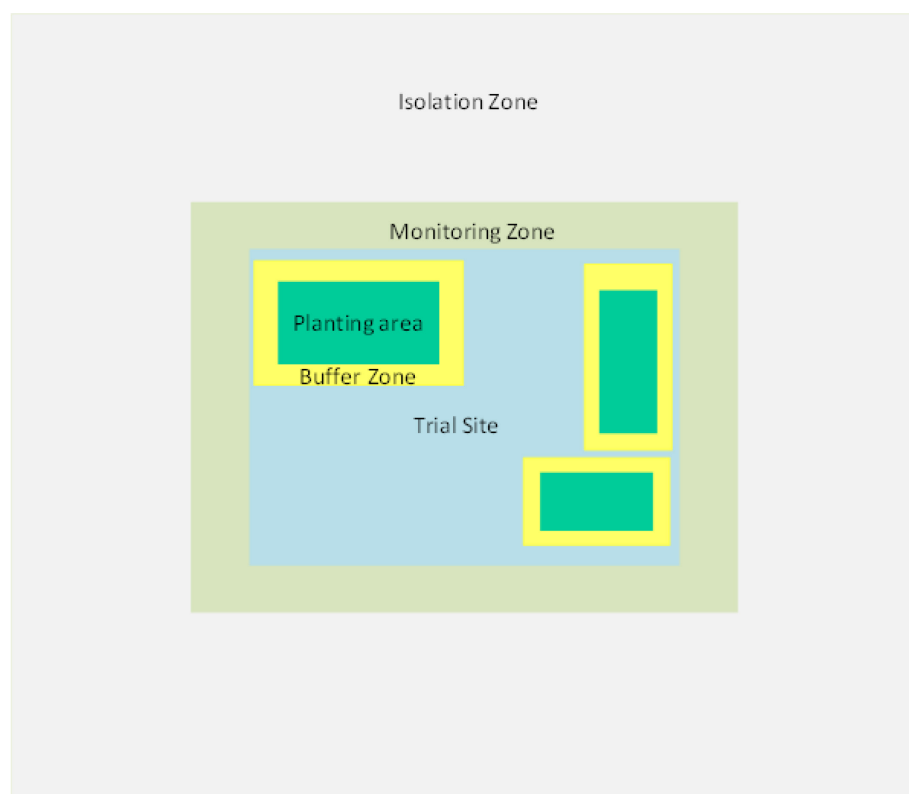 Isolation Zone
Monitoring Zone
Planting area
Buffer Zone
Trial Site